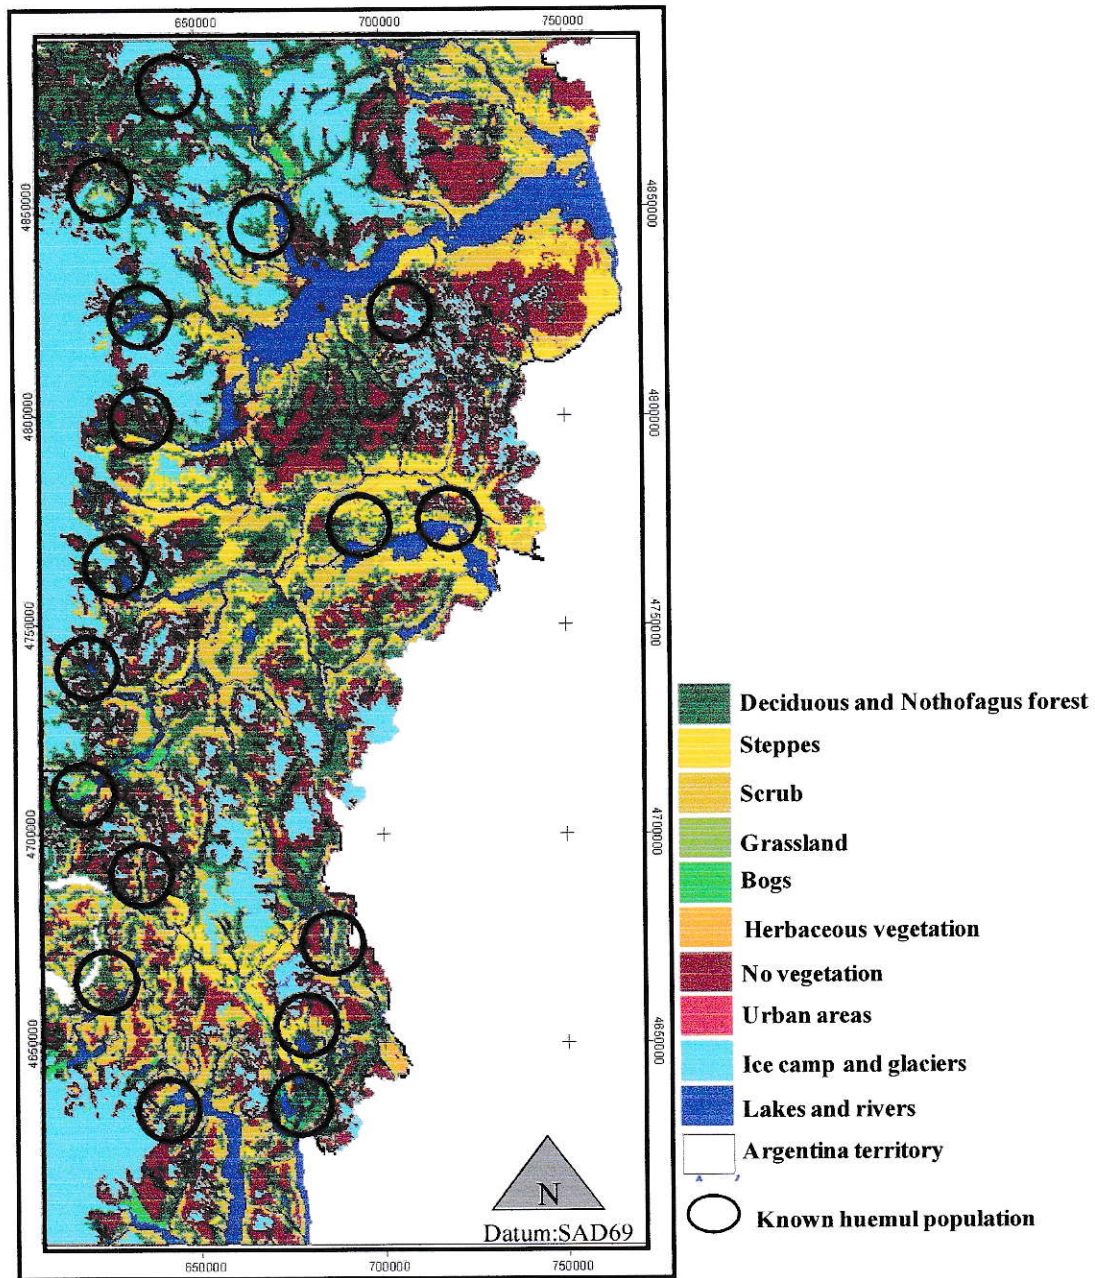 650000 700000 750000
4850000
4850000
4800000
4800000
4750000
4750000
4700000
4700000
4650000
4650000
Deciduous and Nothofagus forest
Steppes
Scrub
Grassland
Bogs
Herbaceous vegetation
No vegetation
Urban areas
Ice camp and glaciers
Lakes and rivers
Argentina territory
Known huemul population
N
Datum:SAD69
650000 700000 750000